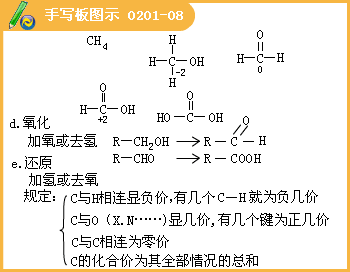 手写板图示 0201-08
CH4
H
H—C—OH
H -2
O
H—C—H
0
O
H—C—OH
+2
O
HO—C—OH
d.氧化
加氧或去氢 R—CH2OH → R—C—H
O
e.还原 R—CHO → R—COOH
加氢或去氧
规定:
C与H相连显负价,有几个C—H就为负几价
C与O(X.N……)显几价,有几个键为正几价
C与C相连为零价
C的化合价为其全部情况的总和